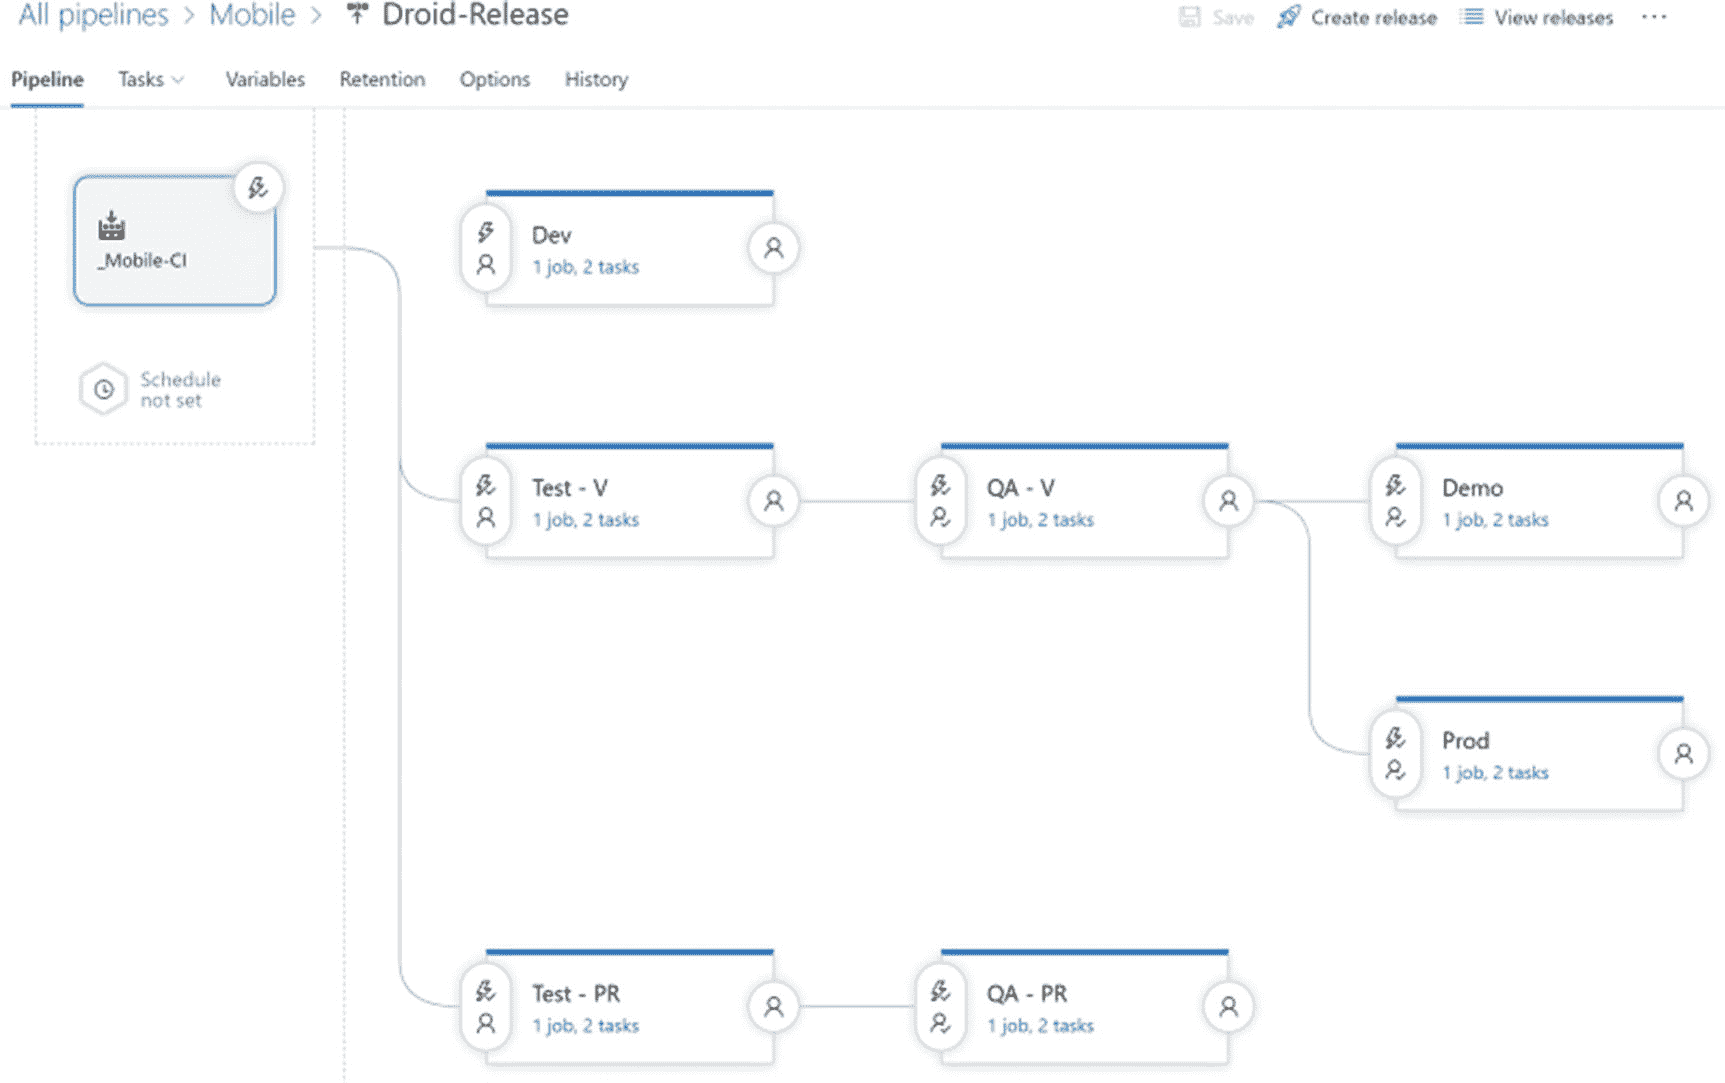 All pipelines > Mobile > Droid-Release
Save Create release View releases ...
Pipeline Tasks Variables Retention Options History
_Mobile-CI
Schedule
not set
Dev
1 job, 2 tasks
Test - V
1 job, 2 tasks
QA - V
1 job, 2 tasks
Demo
1 job, 2 tasks
Prod
1 job, 2 tasks
Test - PR
1 job, 2 tasks
QA - PR
1 job, 2 tasks